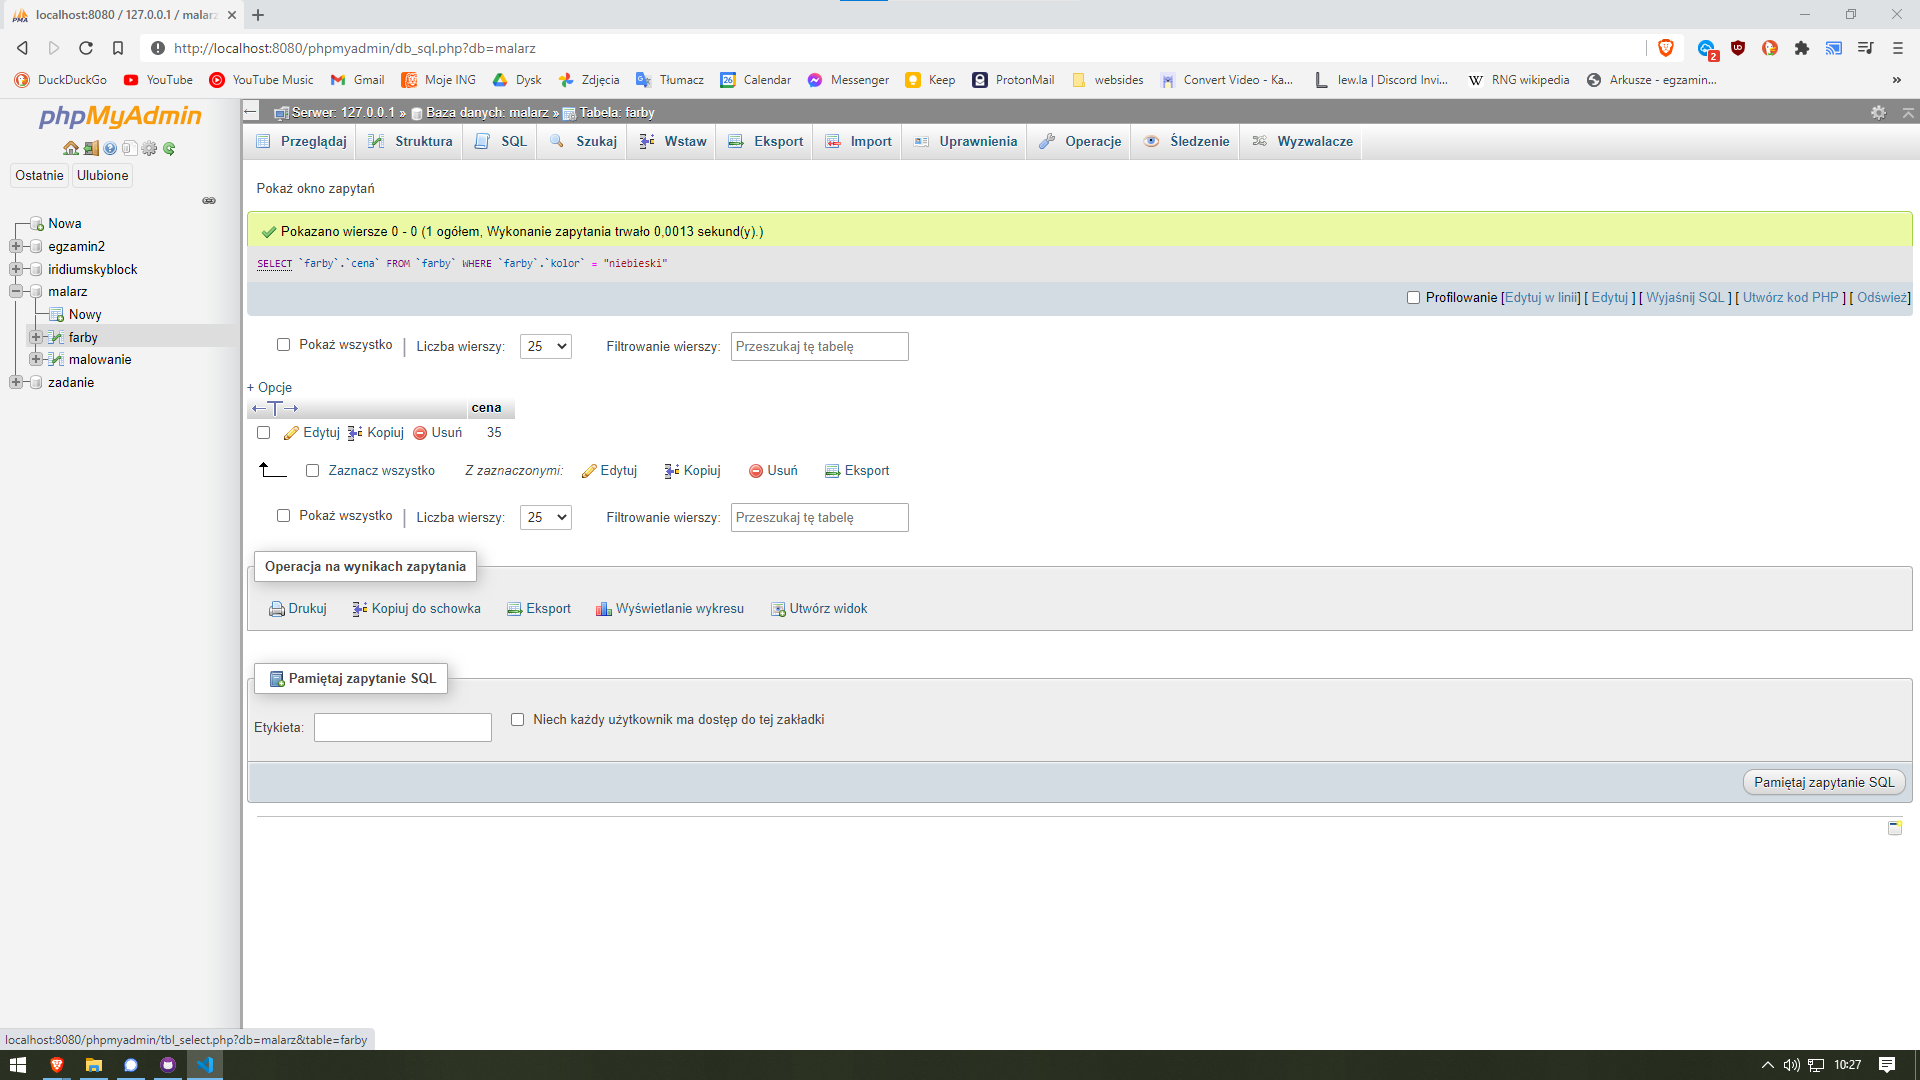 localhost:8080 / 127.0.0.1 / malarz
http://localhost:8080/phpmyadmin/db_sql.php?db=malarz
2
DuckDuckGo
YouTube
YouTube Music
Gmail
Moje ING
Dysk
Zdjęcia
Tłumacz
Calendar
Messenger
Keep
ProtonMail
websides
Convert Video - Ka...
lew.la | Discord Invi...
RNG wikipedia
Arkusze - egzamin...
»
phpMyAdmin
Ostatnie
Ulubione
Nowa
egzamin2
iridiumskyblock
malarz
Nowy
farby
malowanie
zadanie
Serwer: 127.0.0.1 » Baza danych: malarz » Tabela: farby
Przeglądaj
Struktura
SQL
Szukaj
Wstaw
Eksport
Import
Uprawnienia
Operacje
Śledzenie
Wyzwalacze
Pokaż okno zapytań
Pokazano wiersze 0 - 0 (1 ogółem, Wykonanie zapytania trwało 0,0013 sekund(y).)
SELECT `farby`.`cena` FROM `farby` WHERE `farby`.`kolor` = "niebieski"
Profilowanie [Edytuj w linii] [ Edytuj ] [ Wyjaśnij SQL ] [ Utwórz kod PHP ] [ Odśwież]
Pokaż wszystko | Liczba wierszy: 25 Filtrowanie wierszy: Przeszukaj tę tabelę
+ Opcje
←T→ cena
Edytuj Kopiuj Usuń 35
Zaznacz wszystko Z zaznaczonymi: Edytuj Kopiuj Usuń Eksport
Pokaż wszystko | Liczba wierszy: 25 Filtrowanie wierszy: Przeszukaj tę tabelę
Operacja na wynikach zapytania
Drukuj Kopiuj do schowka Eksport Wyświetlanie wykresu Utwórz widok
Pamiętaj zapytanie SQL
Etykieta: Niech każdy użytkownik ma dostęp do tej zakładki
Pamiętaj zapytanie SQL
localhost:8080/phpmyadmin/tbl_select.php?db=malarz&table=farby
10:27